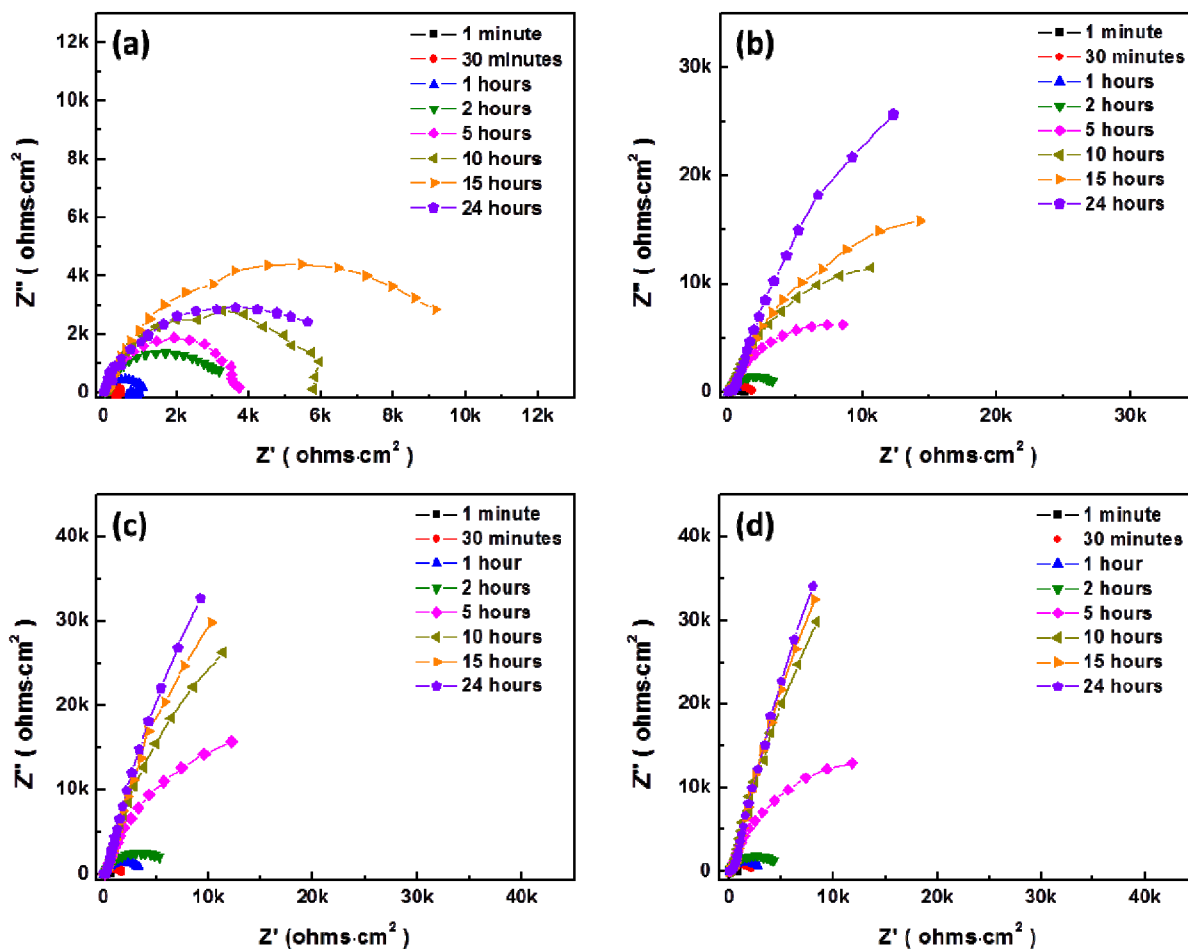 (a)
1 minute
30 minutes
1 hours
2 hours
5 hours
10 hours
15 hours
24 hours
12k
10k
8k
6k
4k
2k
0
0 2k 4k 6k 8k 10k 12k
Z" ( ohms·cm²)
Z' ( ohms·cm²)
(b)
1 minute
30 minutes
1 hours
2 hours
5 hours
10 hours
15 hours
24 hours
30k
20k
10k
0
0 10k 20k 30k
Z" ( ohms·cm²)
Z' ( ohms·cm²)
(c)
1 minute
30 minutes
1 hour
2 hours
5 hours
10 hours
15 hours
24 hours
40k
30k
20k
10k
0
0 10k 20k 30k 40k
Z" ( ohms·cm²)
Z' (ohms·cm²)
(d)
1 minute
30 minutes
1 hour
2 hours
5 hours
10 hours
15 hours
24 hours
40k
30k
20k
10k
0
0 10k 20k 30k 40k
Z" ( ohms·cm²)
Z' ( ohms·cm²)